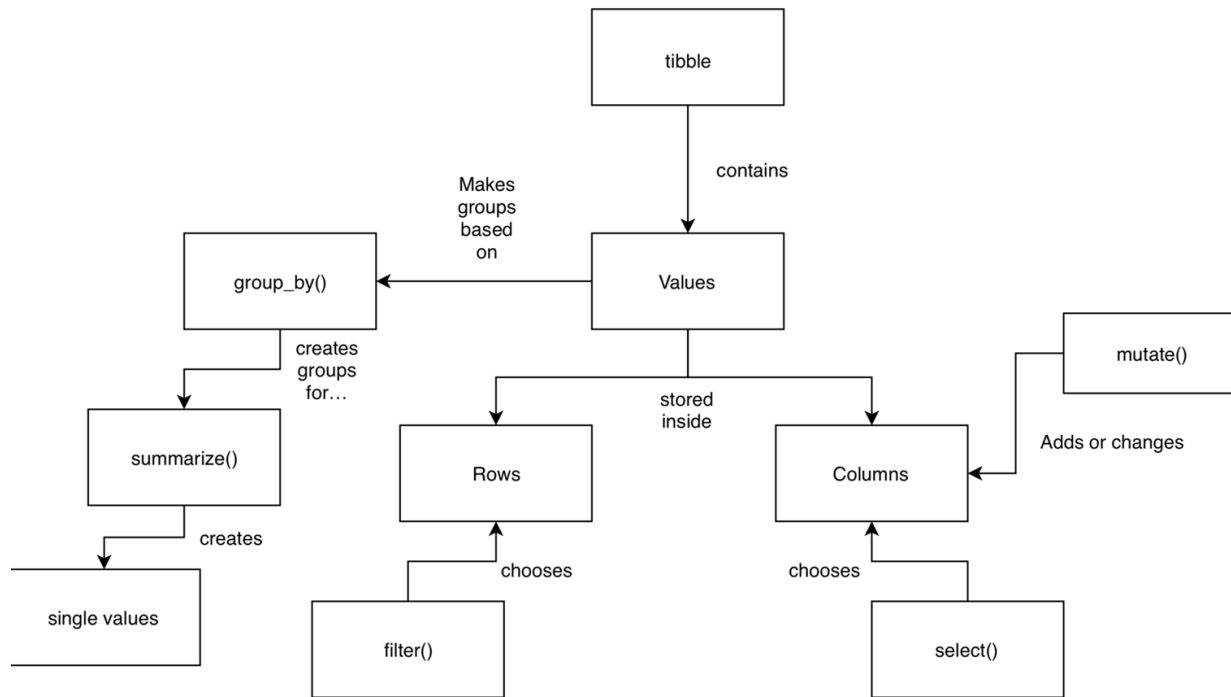 tibble
contains
Makes
groups
based
on
group_by()
Values
creates
groups
for...
mutate()
stored
inside
summarize()
Rows
Columns
Adds or changes
creates
chooses
chooses
single values
filter()
select()